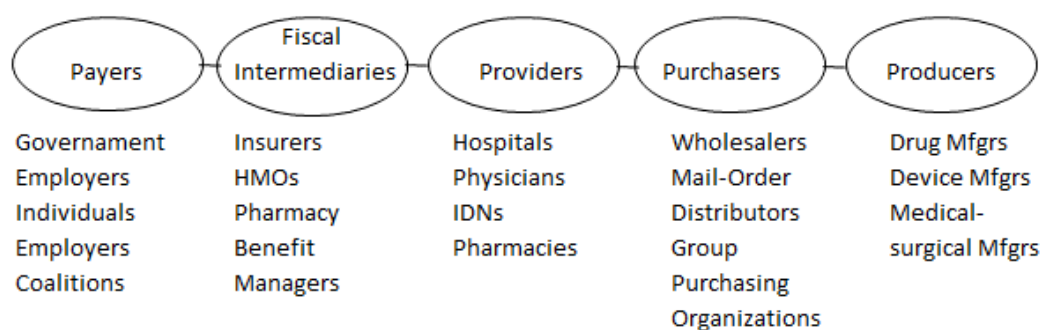 Payers
Fiscal
Intermediaries
Providers
Purchasers
Producers
Governament
Employers
Individuals
Employers
Coalitions
Insurers
HMOs
Pharmacy
Benefit
Managers
Hospitals
Physicians
IDNs
Pharmacies
Wholesalers
Mail-Order
Distributors
Group
Purchasing
Organizations
Drug Mfgrs
Device Mfgrs
Medical-
surgical Mfgrs